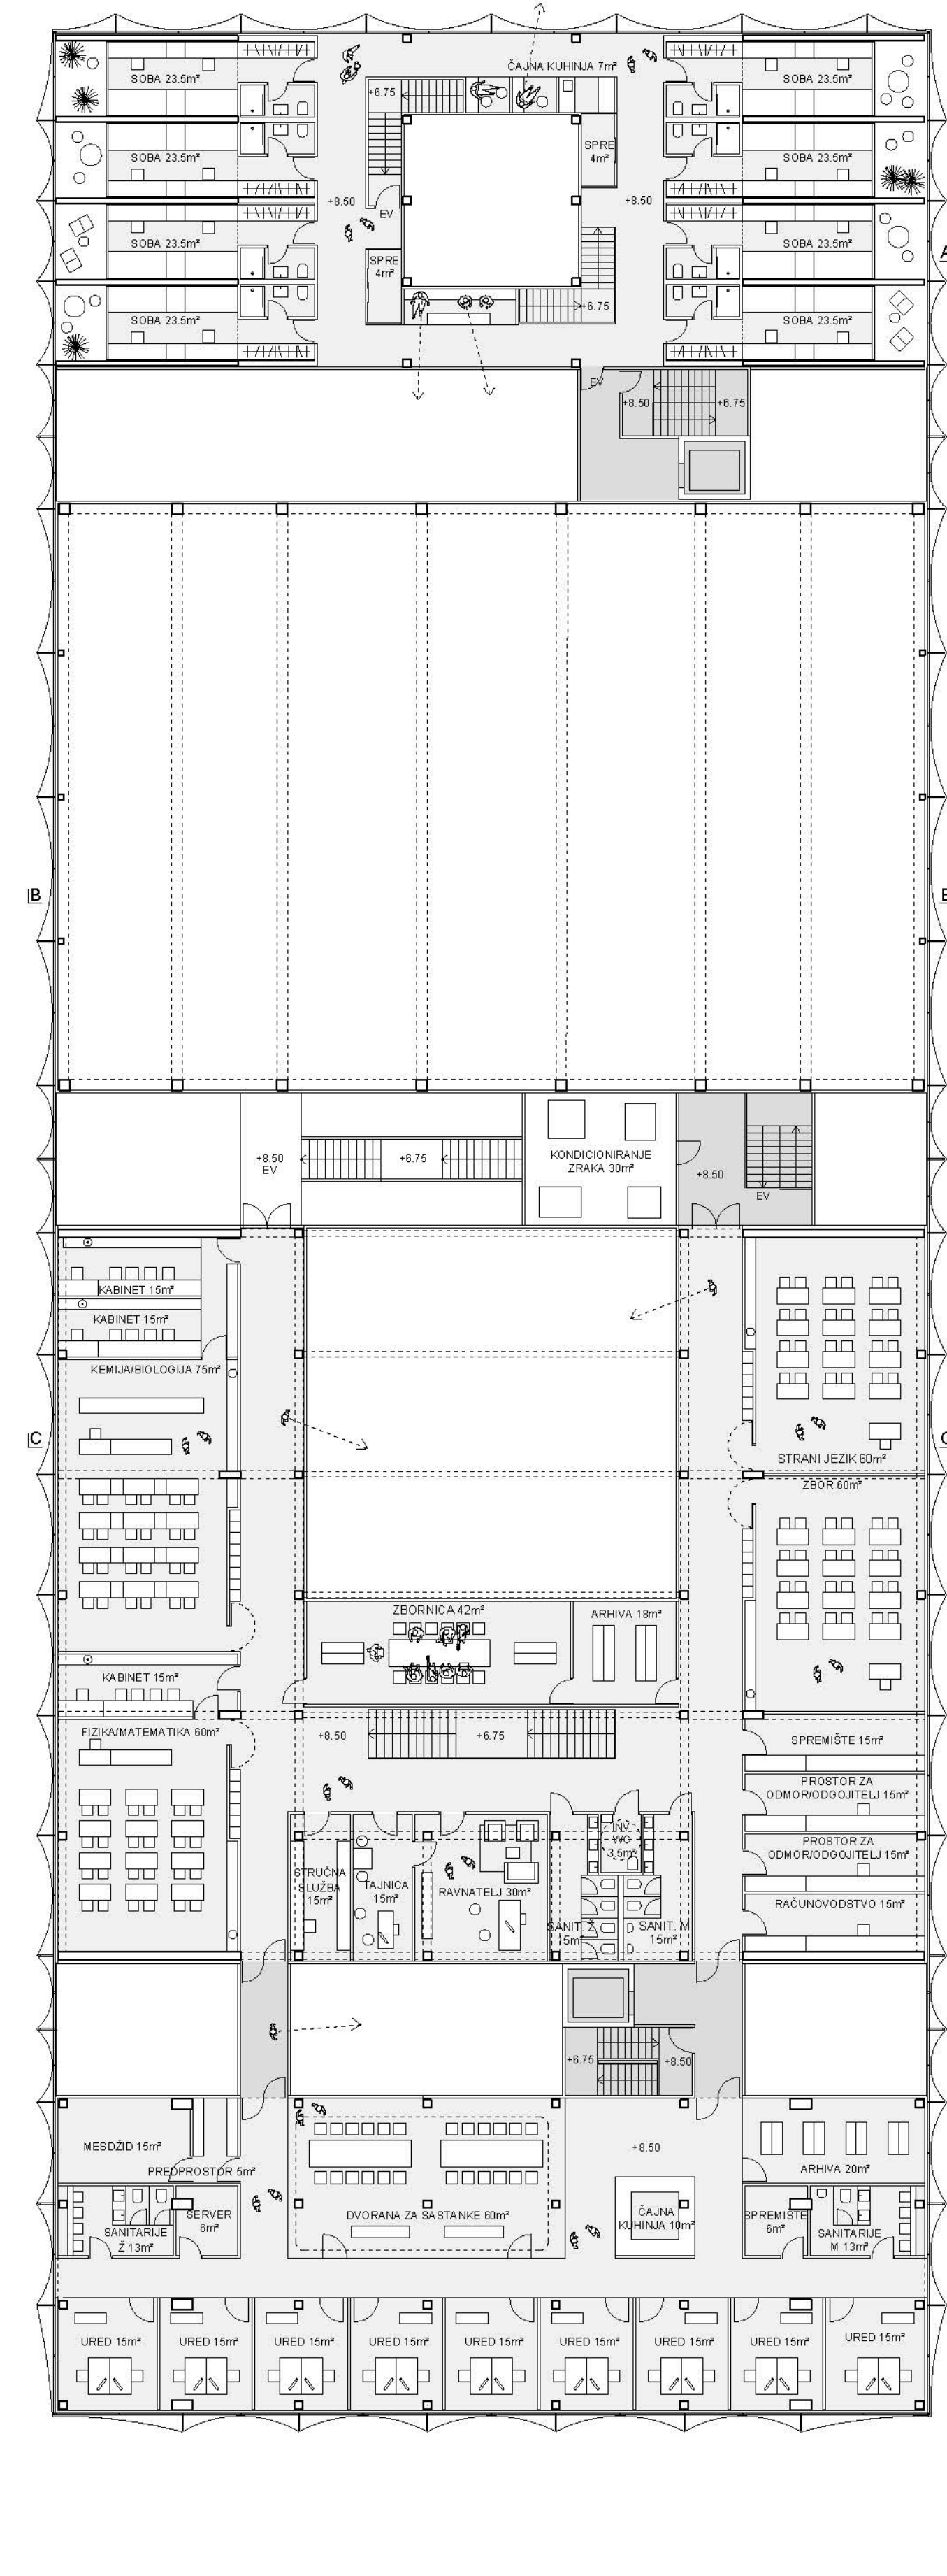 ČAJNA KUHINJA 7m²
SOBA 23.5m²
SOBA 23.5m²
+6.75
SPRE
4m²
SOBA 23.5m²
SOBA 23.5m²
+8.50
+8.50
EV
SOBA 23.5m²
SOBA 23.5m²
SPRE
4m²
+6.75
SOBA 23.5m²
SOBA 23.5m²
EV
+8.50
+6.75
B
+8.50
EV
+6.75
KONDICIONIRANJE
ZRAKA 30m²
+8.50
EV
KABINET 15m²
KABINET 15m²
KEMIJA/BIOLOGIJA 75m²
C
STRANI JEZIK 60m²
ZBOR 60m²
ZBORNICA 42m²
ARHIVA 18m²
KABINET 15m²
FIZIKA/MATEMATIKA 60m²
+8.50
+6.75
SPREMIŠTE 15m²
PROSTOR ZA
ODMOR/ODGOJITELJ 15m²
PROSTOR ZA
ODMOR/ODGOJITELJ 15m²
RAČUNOVODSTVO 15m²
STRUČNA
SLUŽBA
15m²
TAJNICA
15m²
RAVNATELJ 30m²
INV.
WC
3,5m²
SANIT. Ž
15m²
SANIT. M
15m²
+6.75
+8.50
MESDŽID 15m²
PREDPROSTOR 5m²
+8.50
ARHIVA 20m²
SANITARIJE
Ž 13m²
SERVER
6m²
DVORANA ZA SASTANKE 60m²
ČAJNA
KUHINJA 10m²
SPREMIŠTE
6m²
SANITARIJE
M 13m²
URED 15m²
URED 15m²
URED 15m²
URED 15m²
URED 15m²
URED 15m²
URED 15m²
URED 15m²
URED 15m²